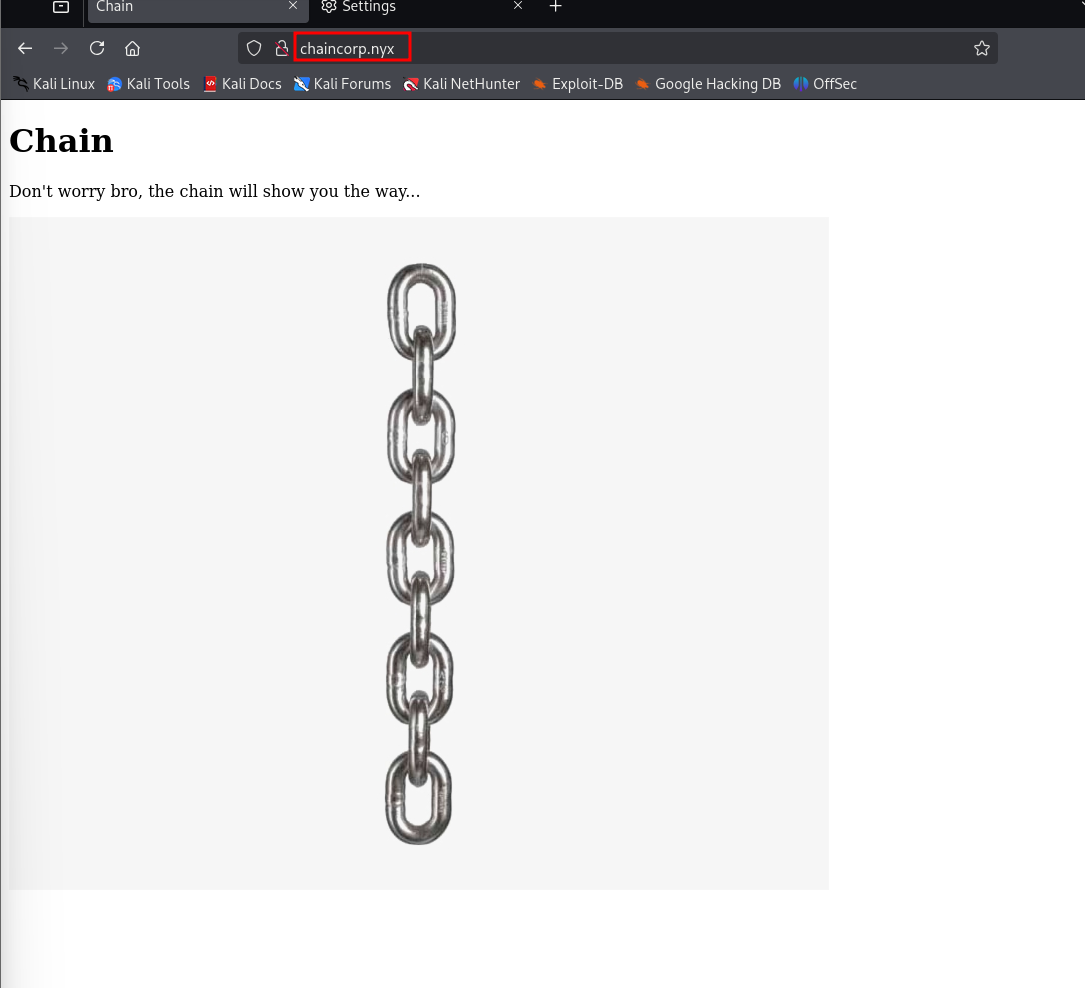 Chain
Settings
chaincorp.nyx
Kali Linux Kali Tools Kali Docs Kali Forums Kali NetHunter Exploit-DB Google Hacking DB OffSec
Chain
Don't worry bro, the chain will show you the way...